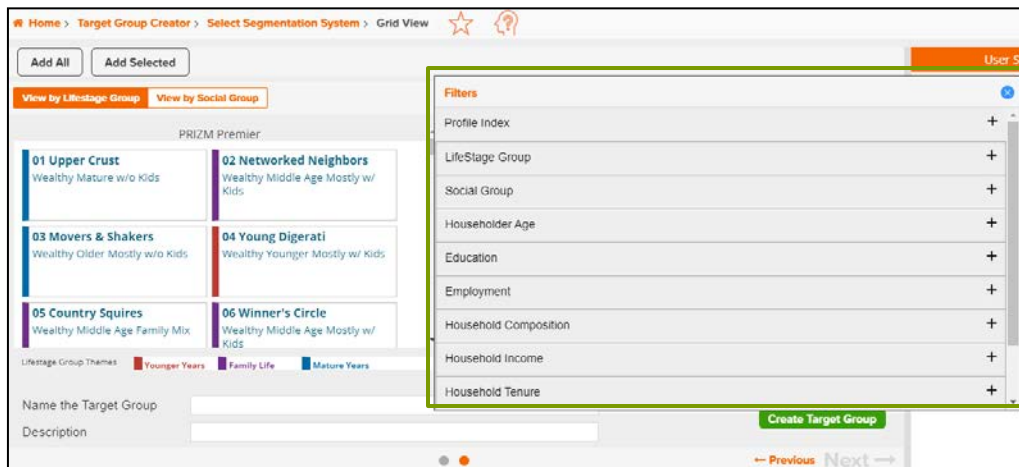 Home > Target Group Creator > Select Segmentation System > Grid View
Add All Add Selected
User S
View by Lifestage Group View by Social Group
PRIZM Premier
01 Upper Crust
Wealthy Mature w/o Kids
02 Networked Neighbors
Wealthy Middle Age Mostly w/
Kids
03 Movers & Shakers
Wealthy Older Mostly w/o Kids
04 Young Digerati
Wealthy Younger Mostly w/ Kids
05 Country Squires
Wealthy Middle Age Family Mix
06 Winner's Circle
Wealthy Middle Age Mostly w/
Kids
Lifestage Group Themes Younger Years Family Life Mature Years
Filters
Profile Index +
LifeStage Group +
Social Group +
Householder Age +
Education +
Employment +
Household Composition +
Household Income +
Household Tenure +
Name the Target Group
Description
Create Target Group
← Previous Next →